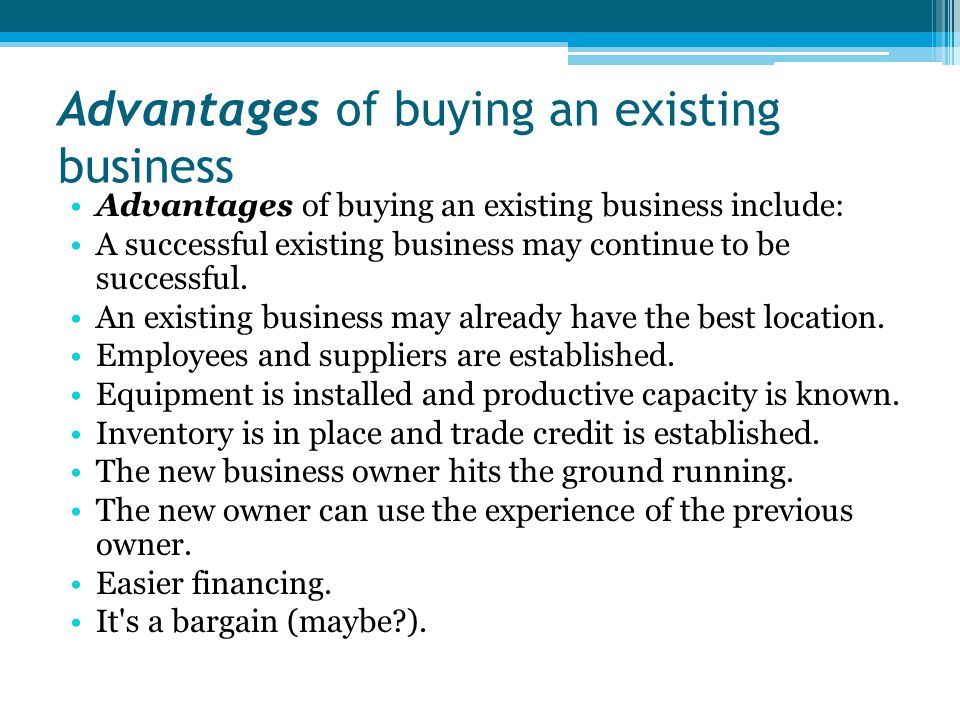 Advantages of buying an existing
business
• Advantages of buying an existing business include:
• A successful existing business may continue to be
successful.
• An existing business may already have the best location.
• Employees and suppliers are established.
• Equipment is installed and productive capacity is known.
• Inventory is in place and trade credit is established.
• The new business owner hits the ground running.
• The new owner can use the experience of the previous
owner.
• Easier financing.
• It's a bargain (maybe?).